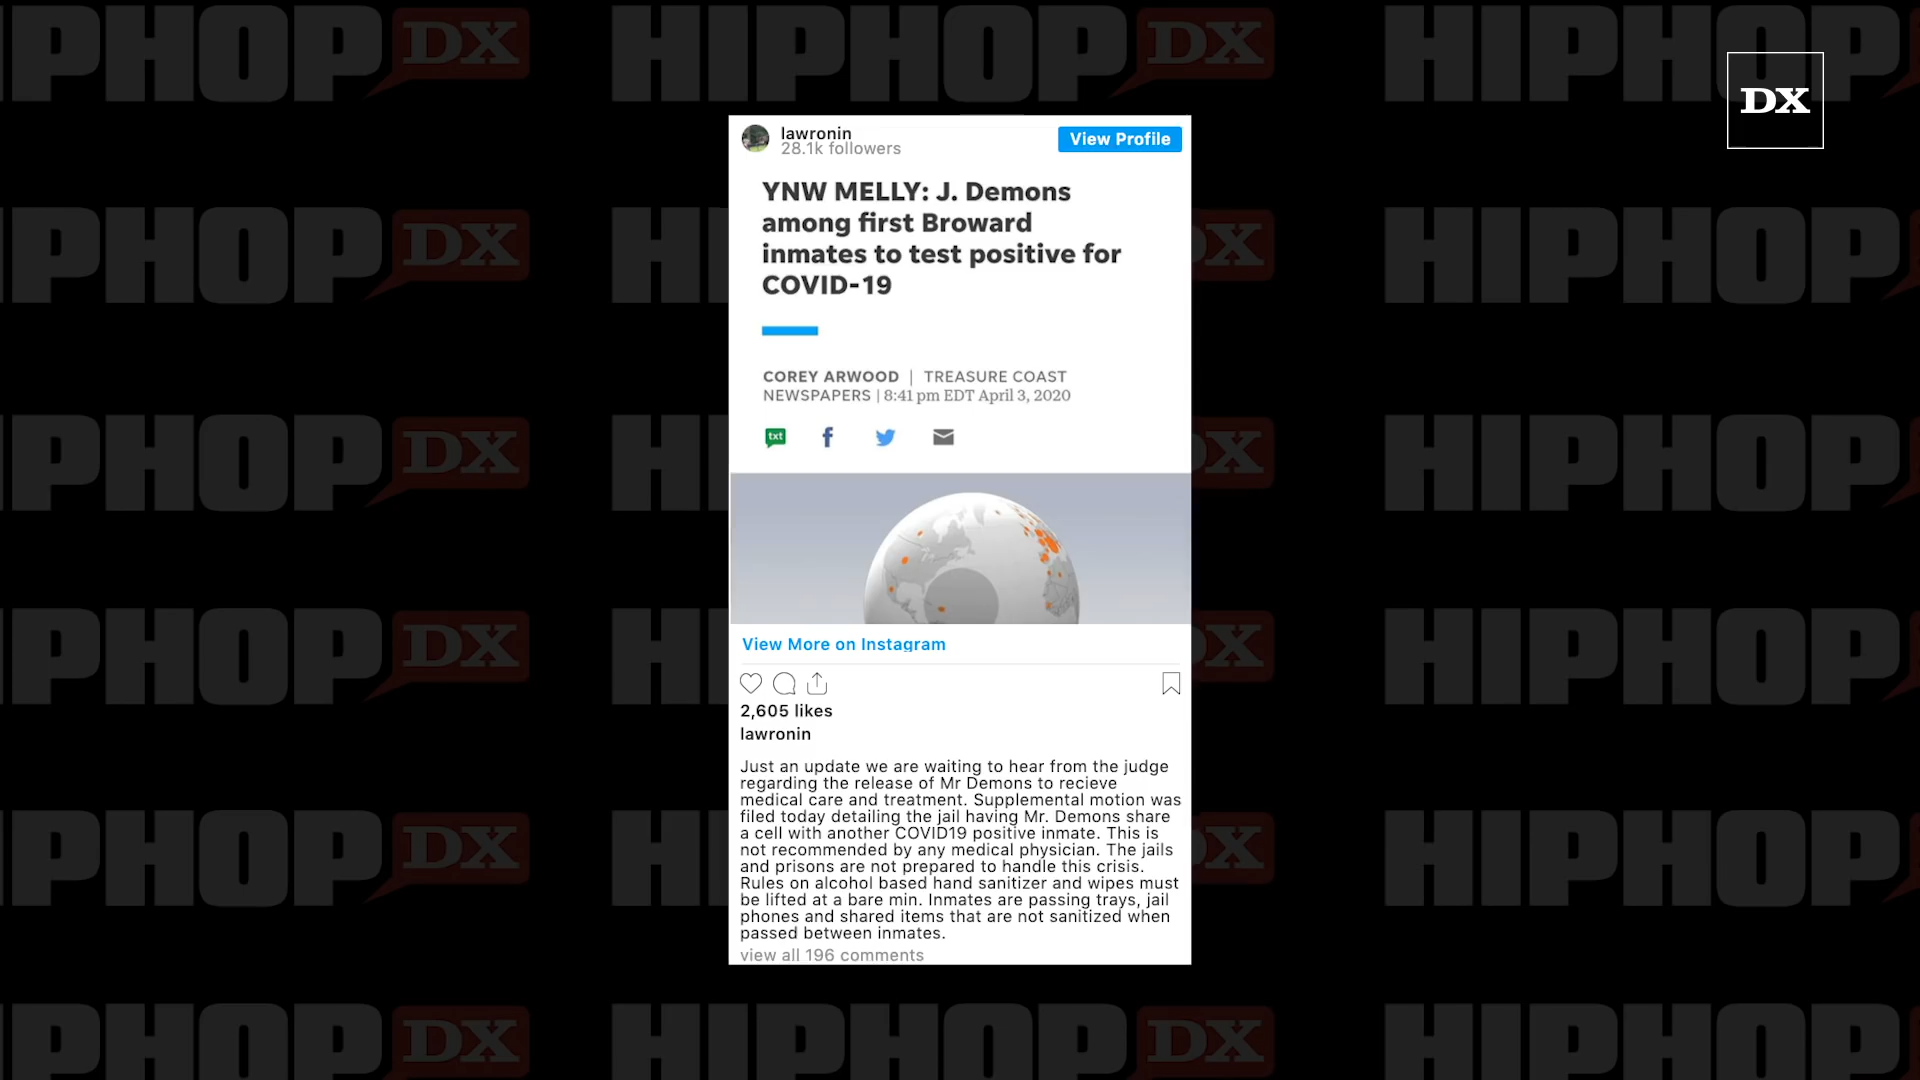 HIPHOPDX
DX
lawronin
28.1k followers
View Profile
YNW MELLY: J. Demons
among first Broward
inmates to test positive for
COVID-19
COREY ARWOOD | TREASURE COAST
NEWSPAPERS | 8:41 pm EDT April 3, 2020
txt
View More on Instagram
2,605 likes
lawronin
Just an update we are waiting to hear from the judge
regarding the release of Mr Demons to recieve
medical care and treatment. Supplemental motion was
filed today detailing the jail having Mr. Demons share
a cell with another COVID19 positive inmate. This is
not recommended by any medical physician. The jails
and prisons are not prepared to handle this crisis.
Rules on alcohol based hand sanitizer and wipes must
be lifted at a bare min. Inmates are passing trays, jail
phones and shared items that are not sanitized when
passed between inmates.
view all 196 comments